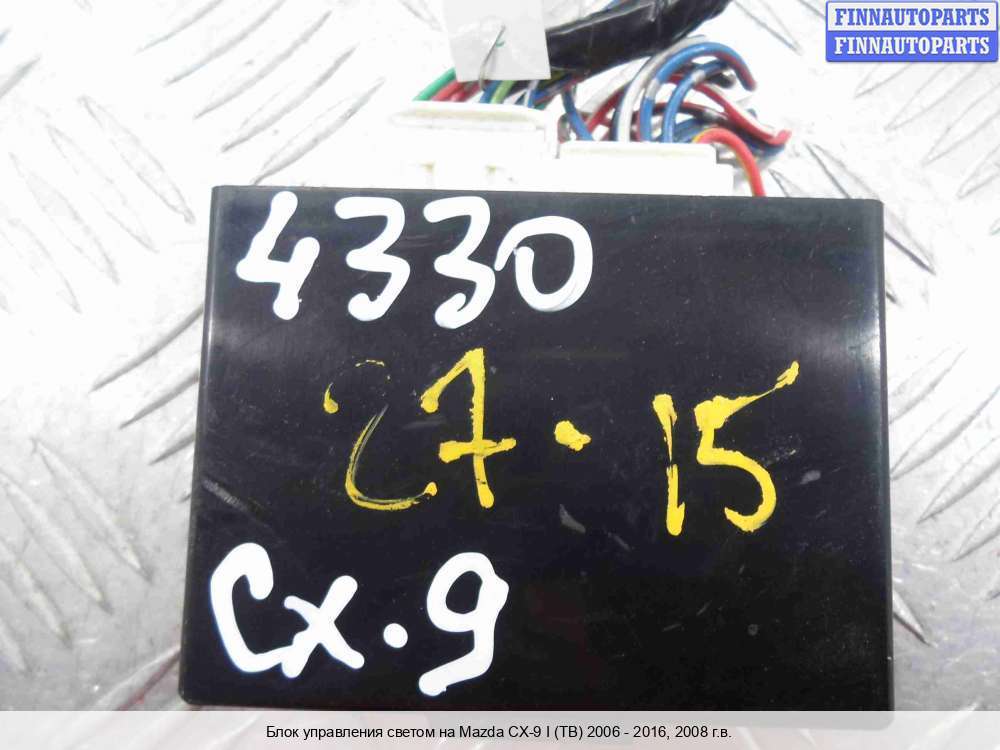 FINNAUTOPARTS
FINNAUTOPARTS
4330
27.15
CX.9
Блок управления светом на Mazda CX-9 I (TB) 2006 - 2016, 2008 г.в.